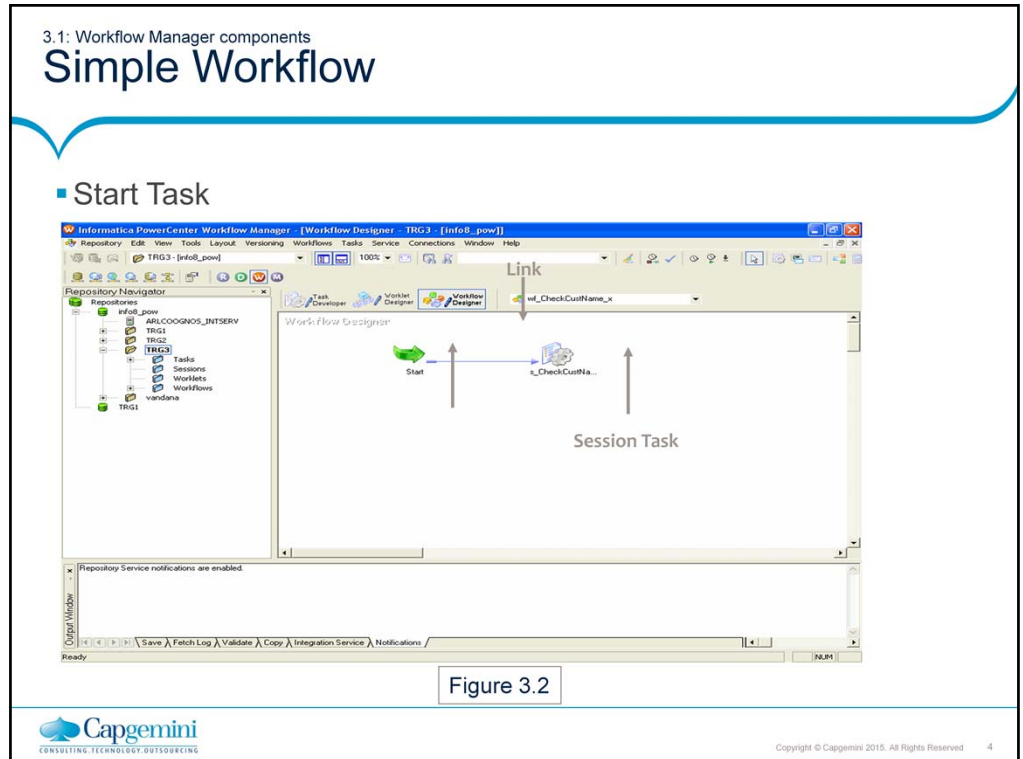 3.1: Workflow Manager components
Simple Workflow
▪ Start Task
Informatica PowerCenter Workflow Manager - [Workflow Designer - TRG3 - [info8_pow]]
Repository Edit View Tools Layout Versioning Workflows Tasks Service Connections Window Help
TRG3 - [info8_pow] 100%
Repository Navigator
Repositories
info8_pow
ARLCOOGNOS_INTSERV
TRG1
TRG2
TRG3
Tasks
Sessions
Worklets
Workflows
vandana
TRG1
Task Developer
Worklet Designer
Workflow Designer
wf_CheckCustName_x
Workflow Designer
Link
Start
s_CheckCustNa...
Session Task
Repository Service notifications are enabled.
Output Window
Save Fetch Log Validate Copy Integration Service Notifications
Ready
NUM
Figure 3.2
Capgemini
CONSULTING.TECHNOLOGY.OUTSOURCING
Copyright © Capgemini 2015. All Rights Reserved 4